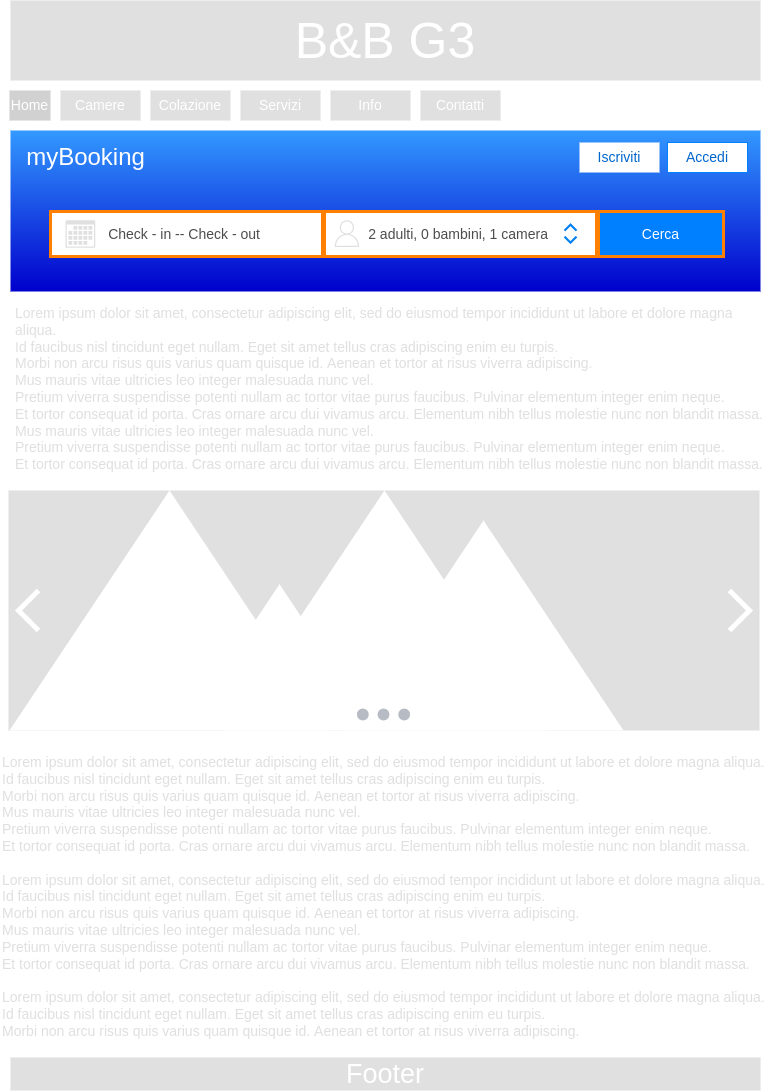 B&B G3
Home Camere Colazione Servizi Info Contatti
myBooking Iscriviti Accedi
Check - in -- Check - out 2 adulti, 0 bambini, 1 camera Cerca
Lorem ipsum dolor sit amet, consectetur adipiscing elit, sed do eiusmod tempor incididunt ut labore et dolore magna
aliqua.
Id faucibus nisl tincidunt eget nullam. Eget sit amet tellus cras adipiscing enim eu turpis.
Morbi non arcu risus quis varius quam quisque id. Aenean et tortor at risus viverra adipiscing.
Mus mauris vitae ultricies leo integer malesuada nunc vel.
Pretium viverra suspendisse potenti nullam ac tortor vitae purus faucibus. Pulvinar elementum integer enim neque.
Et tortor consequat id porta. Cras ornare arcu dui vivamus arcu. Elementum nibh tellus molestie nunc non blandit massa.
Mus mauris vitae ultricies leo integer malesuada nunc vel.
Pretium viverra suspendisse potenti nullam ac tortor vitae purus faucibus. Pulvinar elementum integer enim neque.
Et tortor consequat id porta. Cras ornare arcu dui vivamus arcu. Elementum nibh tellus molestie nunc non blandit massa.
Lorem ipsum dolor sit amet, consectetur adipiscing elit, sed do eiusmod tempor incididunt ut labore et dolore magna aliqua.
Id faucibus nisl tincidunt eget nullam. Eget sit amet tellus cras adipiscing enim eu turpis.
Morbi non arcu risus quis varius quam quisque id. Aenean et tortor at risus viverra adipiscing.
Mus mauris vitae ultricies leo integer malesuada nunc vel.
Pretium viverra suspendisse potenti nullam ac tortor vitae purus faucibus. Pulvinar elementum integer enim neque.
Et tortor consequat id porta. Cras ornare arcu dui vivamus arcu. Elementum nibh tellus molestie nunc non blandit massa.
Lorem ipsum dolor sit amet, consectetur adipiscing elit, sed do eiusmod tempor incididunt ut labore et dolore magna aliqua.
Id faucibus nisl tincidunt eget nullam. Eget sit amet tellus cras adipiscing enim eu turpis.
Morbi non arcu risus quis varius quam quisque id. Aenean et tortor at risus viverra adipiscing.
Mus mauris vitae ultricies leo integer malesuada nunc vel.
Pretium viverra suspendisse potenti nullam ac tortor vitae purus faucibus. Pulvinar elementum integer enim neque.
Et tortor consequat id porta. Cras ornare arcu dui vivamus arcu. Elementum nibh tellus molestie nunc non blandit massa.
Lorem ipsum dolor sit amet, consectetur adipiscing elit, sed do eiusmod tempor incididunt ut labore et dolore magna aliqua.
Id faucibus nisl tincidunt eget nullam. Eget sit amet tellus cras adipiscing enim eu turpis.
Morbi non arcu risus quis varius quam quisque id. Aenean et tortor at risus viverra adipiscing.
Footer